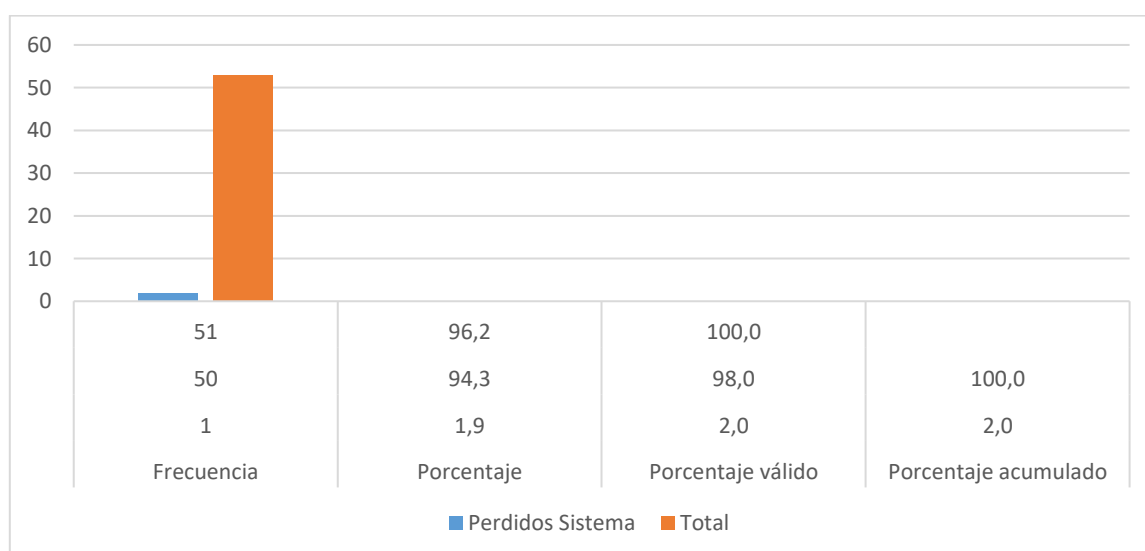 60
50
40
30
20
10
0
51 96,2 100,0
50 94,3 98,0 100,0
1 1,9 2,0 2,0
Frecuencia Porcentaje Porcentaje válido Porcentaje acumulado
Perdidos Sistema Total